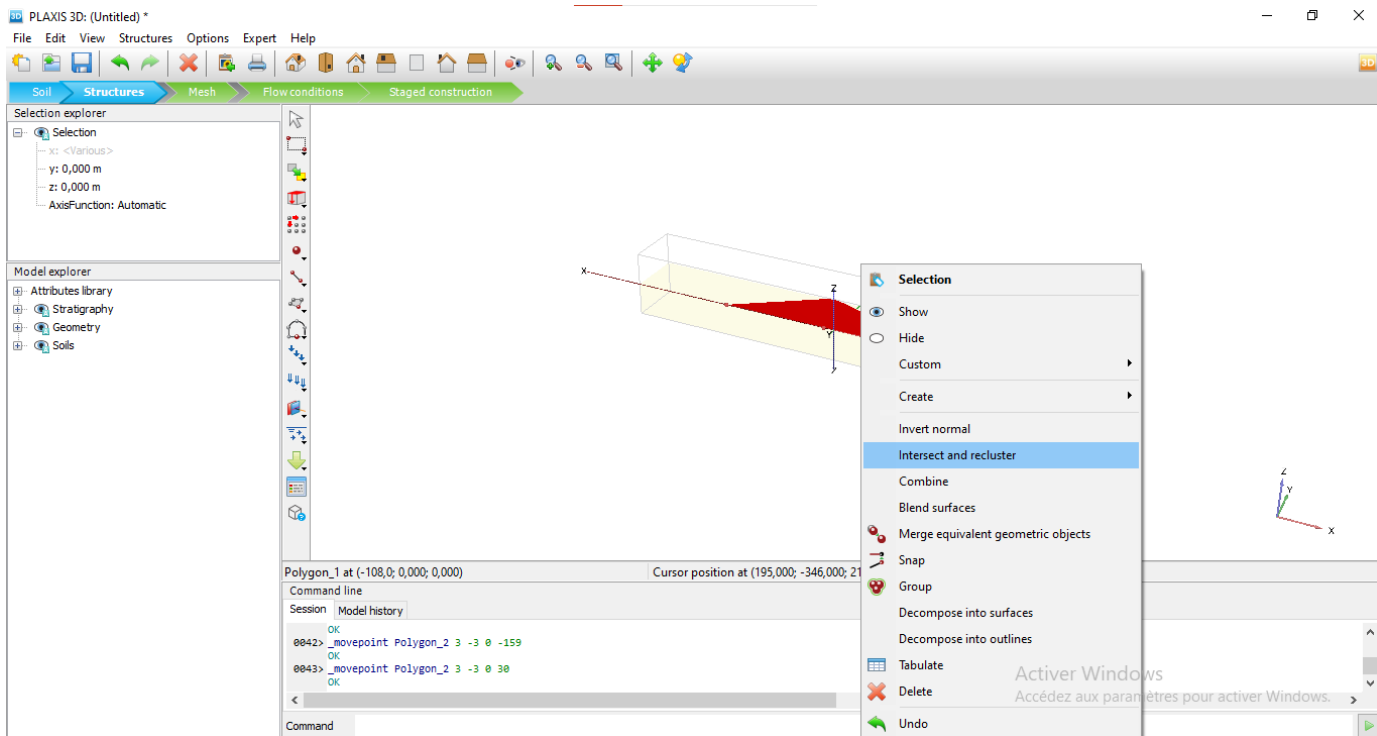 3D PLAXIS 3D: (Untitled) *
File Edit View Structures Options Expert Help
3D
Soil Structures Mesh Flow conditions Staged construction
Selection explorer
Selection
x: <Various>
y: 0,000 m
z: 0,000 m
AxisFunction: Automatic
Model explorer
Attributes library
Stratigraphy
Geometry
Soils
X
Z
Y
Selection
Show
Hide
Custom
Create
Invert normal
Intersect and recluster
Combine
Blend surfaces
Merge equivalent geometric objects
Snap
Group
Decompose into surfaces
Decompose into outlines
Tabulate
Delete
Undo
Z
Y
X
Polygon_1 at (-108,0; 0,000; 0,000) Cursor position at (195,000; -346,000; 21
Command line
Session Model history
OK
0042> _movepoint Polygon_2 3 -3 0 -159
OK
0043> _movepoint Polygon_2 3 -3 0 30
OK
Command
Activer Windows
Accédez aux paramètres pour activer Windows.